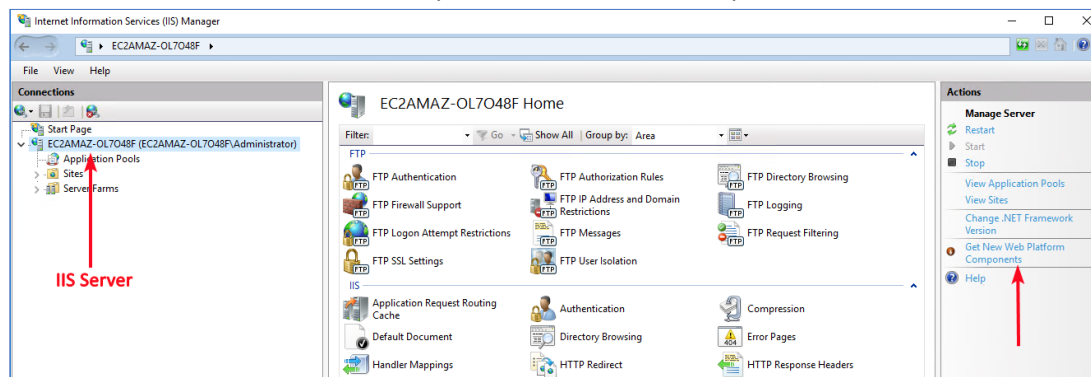 Internet Information Services (IIS) Manager
EC2AMAZ-OL7O48F
File View Help
Connections
Start Page
EC2AMAZ-OL7O48F (EC2AMAZ-OL7O48F\Administrator)
Application Pools
Sites
Server Farms
IIS Server
EC2AMAZ-OL7O48F Home
Filter: Go Show All Group by: Area
FTP
FTP Authentication FTP Authorization Rules FTP Directory Browsing
FTP Firewall Support FTP IP Address and Domain Restrictions FTP Logging
FTP Logon Attempt Restrictions FTP Messages FTP Request Filtering
FTP SSL Settings FTP User Isolation
IIS
Application Request Routing Cache Authentication Compression
Default Document Directory Browsing Error Pages
Handler Mappings HTTP Redirect HTTP Response Headers
Actions
Manage Server
Restart
Start
Stop
View Application Pools
View Sites
Change .NET Framework
Version
Get New Web Platform
Components
Help